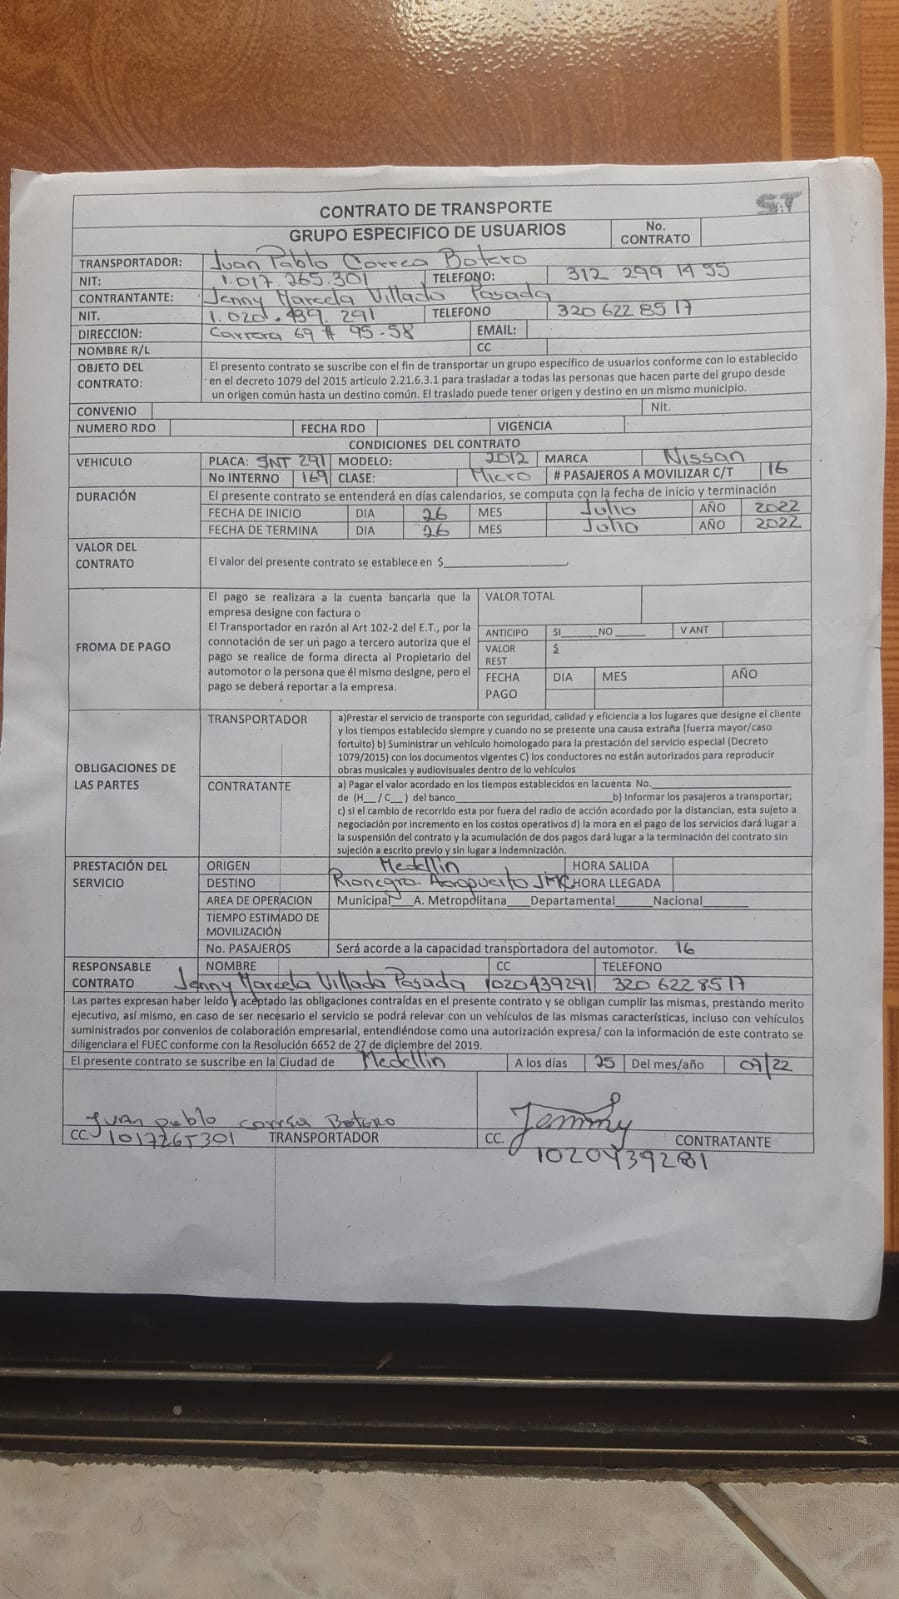 CONTRATO DE TRANSPORTE
S&T
GRUPO ESPECIFICO DE USUARIOS No. CONTRATO
TRANSPORTADOR: Juan Pablo Correa Botero
NIT: 1.017.265.301 TELEFONO: 312 299 1455
CONTRANTANTE: Jenny Marcela Villada Posada
NIT. 1.020.439.291 TELEFONO 320 622 8517
DIRECCION: Carrera 69 # 95-58 EMAIL:
NOMBRE R/L CC
OBJETO DEL CONTRATO: El presente contrato se suscribe con el fin de transportar un grupo específico de usuarios conforme con lo establecido
en el decreto 1079 del 2015 articulo 2.21.6.3.1 para trasladar a todas las personas que hacen parte del grupo desde
un origen común hasta un destino común. El traslado puede tener origen y destino en un mismo municipio.
CONVENIO Nit.
NUMERO RDO FECHA RDO VIGENCIA
CONDICIONES DEL CONTRATO
VEHICULO PLACA: SNT 291 MODELO: 2012 MARCA Nissan
No INTERNO 169 CLASE: Micro # PASAJEROS A MOVILIZAR C/T 16
DURACIÓN El presente contrato se entenderá en días calendarios, se computa con la fecha de inicio y terminación
FECHA DE INICIO DIA 26 MES Julio AÑO 2022
FECHA DE TERMINA DIA 26 MES Julio AÑO 2022
VALOR DEL CONTRATO El valor del presente contrato se establece en $
FROMA DE PAGO El pago se realizara a la cuenta bancaria que la
empresa designe con factura o
El Transportador en razón al Art 102-2 del E.T., por la
connotación de ser un pago a tercero autoriza que el
pago se realice de forma directa al Propietario del
automotor o la persona que él mismo designe, pero el
pago se deberá reportar a la empresa.
VALOR TOTAL
ANTICIPO SI NO V ANT
VALOR REST $
FECHA PAGO DIA MES AÑO
OBLIGACIONES DE LAS PARTES
TRANSPORTADOR a)Prestar el servicio de transporte con seguridad, calidad y eficiencia a los lugares que designe el cliente
y los tiempos establecido siempre y cuando no se presente una causa extraña (fuerza mayor/caso
fortuito) b) Suministrar un vehículo homologado para la prestación del servicio especial (Decreto
1079/2015) con los documentos vigentes C) los conductores no están autorizados para reproducir
obras musicales y audiovisuales dentro de lo vehículos
CONTRATANTE a) Pagar el valor acordado en los tiempos establecidos en la cuenta No.
de (H__/ C__) del banco b) Informar los pasajeros a transportar;
c) si el cambio de recorrido esta por fuera del radio de acción acordado por la distancian, esta sujeto a
negociación por incremento en los costos operativos d) la mora en el pago de los servicios dará lugar a
la suspensión del contrato y la acumulación de dos pagos dará lugar a la terminación del contrato sin
sujeción a escrito previo y sin lugar a indemnización.
PRESTACIÓN DEL SERVICIO ORIGEN Medellin HORA SALIDA
DESTINO Rionegro. Aeropuerto JMC HORA LLEGADA
AREA DE OPERACION Municipal___A. Metropolitana___Departamental_____Nacional______
TIEMPO ESTIMADO DE MOVILIZACIÓN
No. PASAJEROS Será acorde a la capacidad transportadora del automotor. 16
RESPONSABLE CONTRATO NOMBRE CC TELEFONO
Jenny Marcela Villada Posada 1020439291 320 622 8517
Las partes expresan haber leído y aceptado las obligaciones contraídas en el presente contrato y se obligan cumplir las mismas, prestando merito
ejecutivo, así mismo, en caso de ser necesario el servicio se podrá relevar con un vehículos de las mismas características, incluso con vehículos
suministrados por convenios de colaboración empresarial, entendiéndose como una autorización expresa/ con la información de este contrato se
diligenciara el FUEC conforme con la Resolución 6652 de 27 de diciembre del 2019.
El presente contrato se suscribe en la Ciudad de Medellin A los días 25 Del mes/año 07/22
Juan pablo correa Botero Jenny
CC. 1017265301 TRANSPORTADOR CC. CONTRATANTE
1020439281